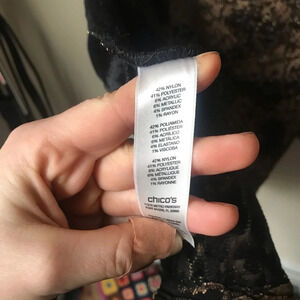 42% NYLON
41% POLYESTER
6% ACRYLIC
6% METALLIC
4% SPANDEX
1% RAYON
42% POLIAMIDA
41% POLIÉSTER
6% ACRÍLICO
6% METÁLICA
4% ELASTANO
1% VISCOSA
42% NYLON
41% POLYESTER
6% ACRYLIQUE
6% METALLIQUE
4% SPANDEX
1% RAYONNE
chico's